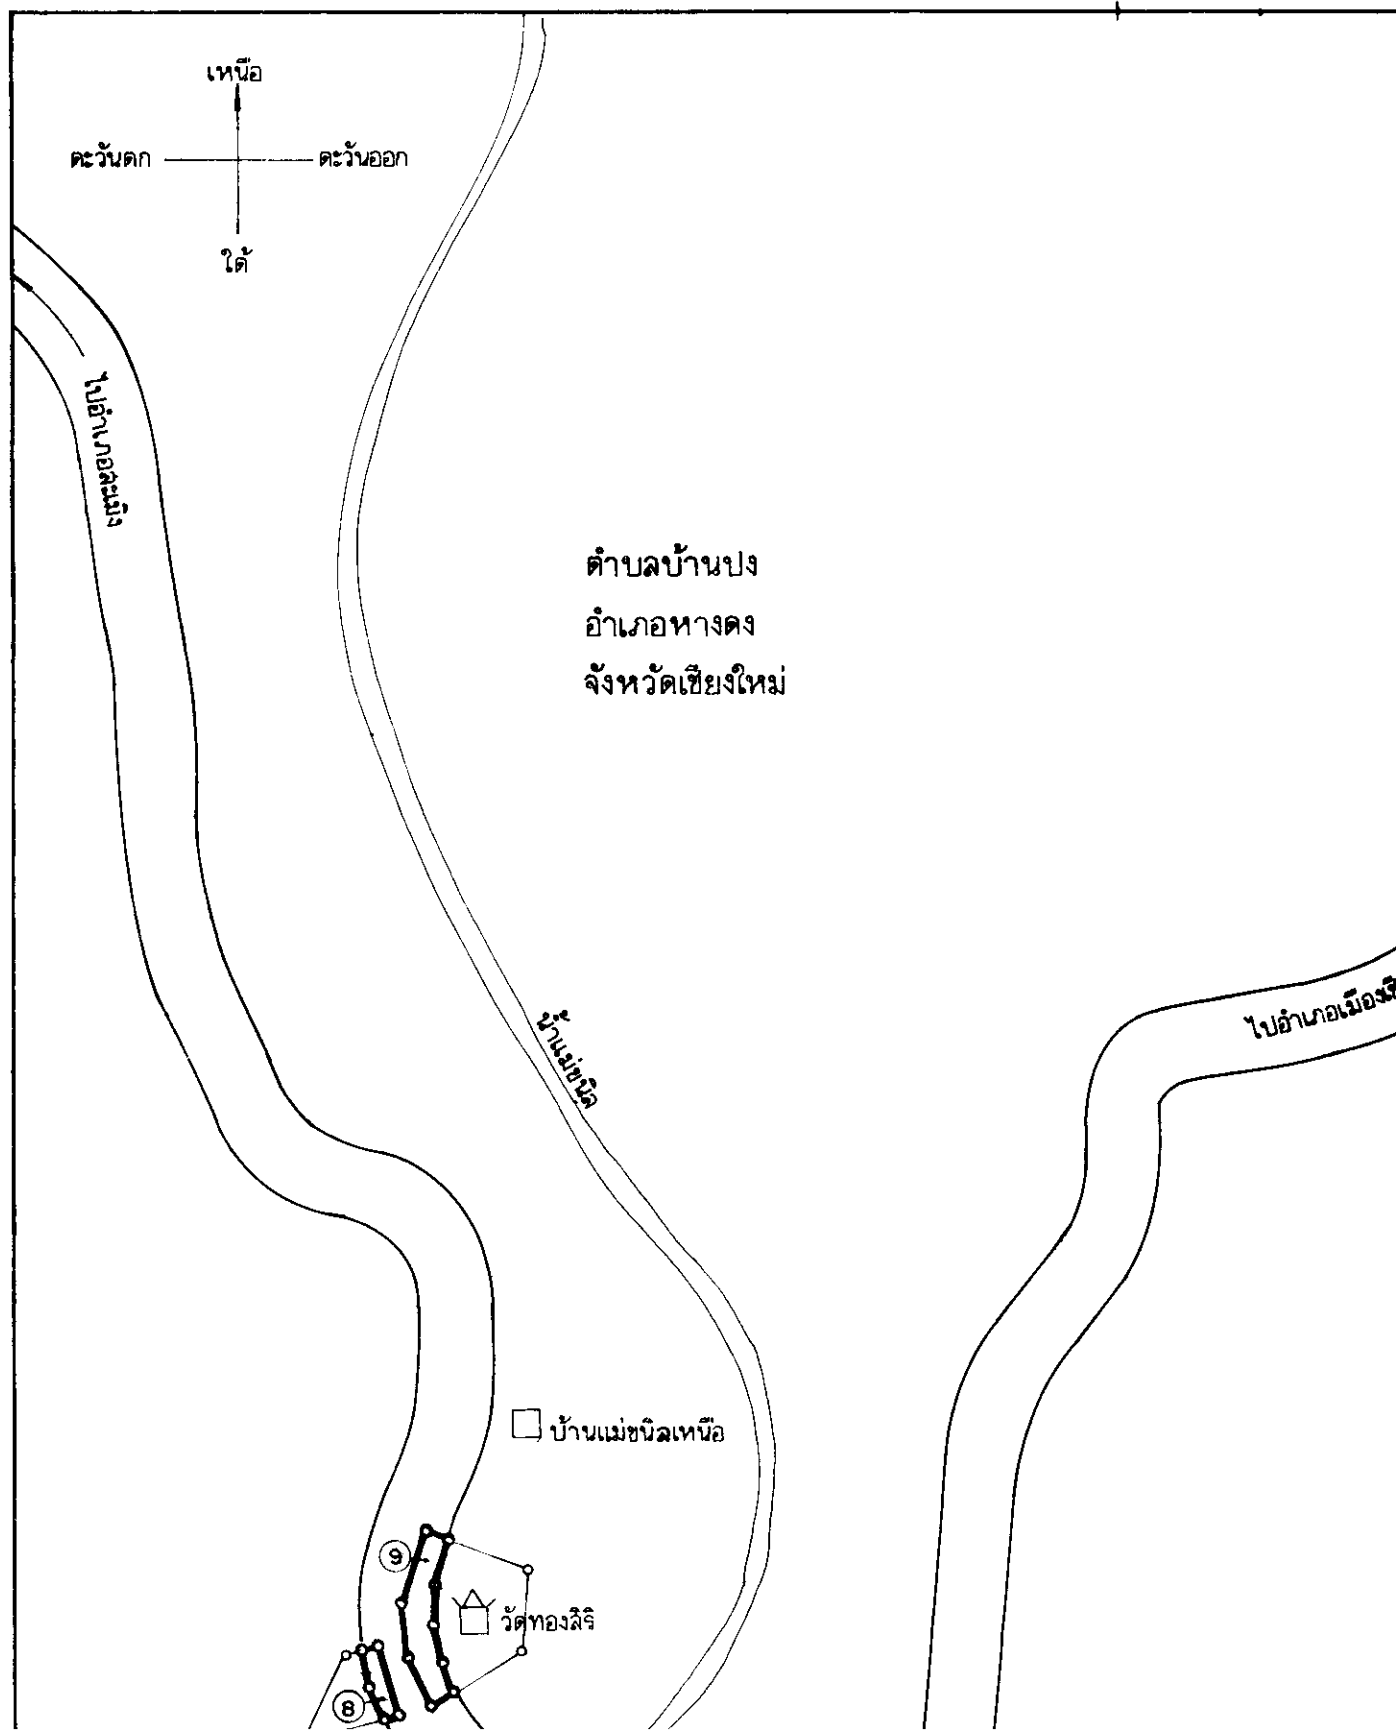 เหนือ
ตะวันตก ตะวันออก
ใต้
ไปอำเภอสะเมิง
ตำบลบ้านปง
อำเภอหางดง
จังหวัดเชียงใหม่
น้ำแม่ขนิล
ไปอำเภอเมือง
บ้านแม่ขนิลเหนือ
9
วัดทองสิริ
8